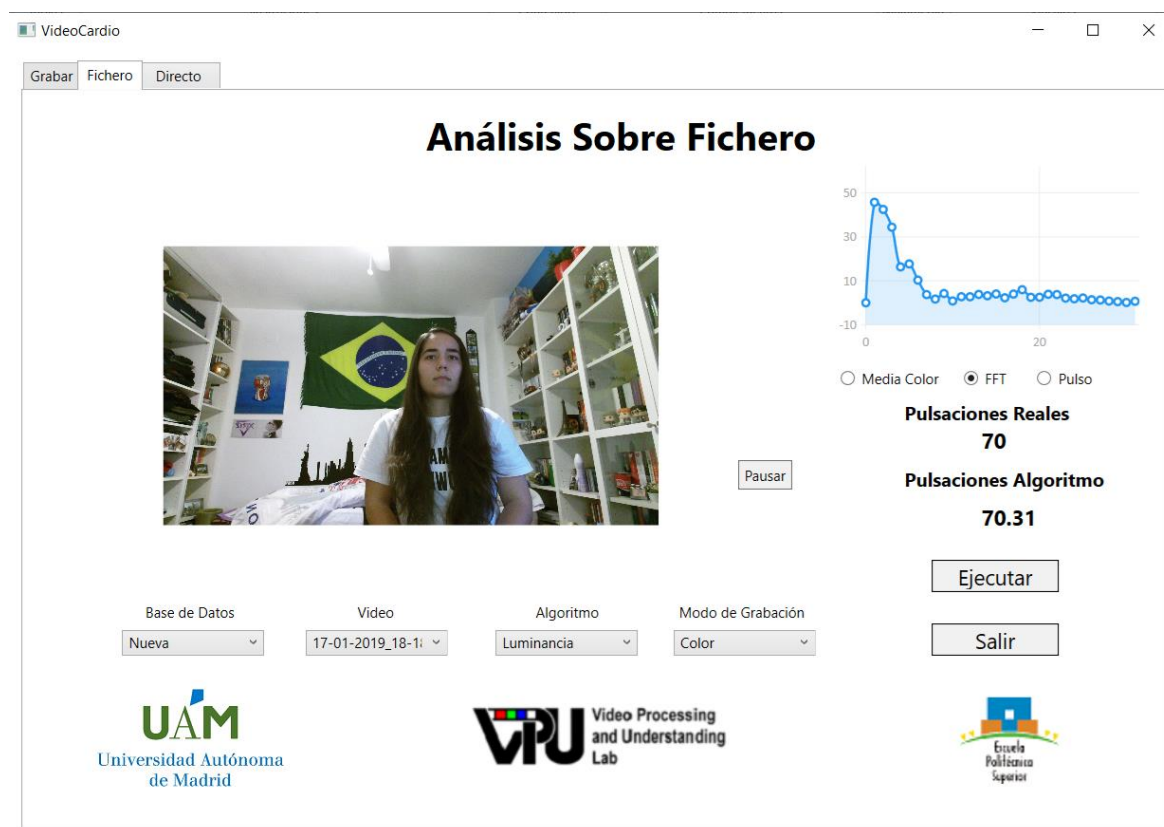 VideoCardio
Grabar Fichero Directo
Análisis Sobre Fichero
50
30
10
-10
0 20
Media Color FFT Pulso
Pulsaciones Reales
70
Pausar
Pulsaciones Algoritmo
70.31
Ejecutar
Base de Datos Video Algoritmo Modo de Grabación
Nueva 17-01-2019_18-18 Luminancia Color
Salir
UAM
Universidad Autónoma
de Madrid
VPU
Video Processing
and Understanding
Lab
Escuela
Politécnica
Superior